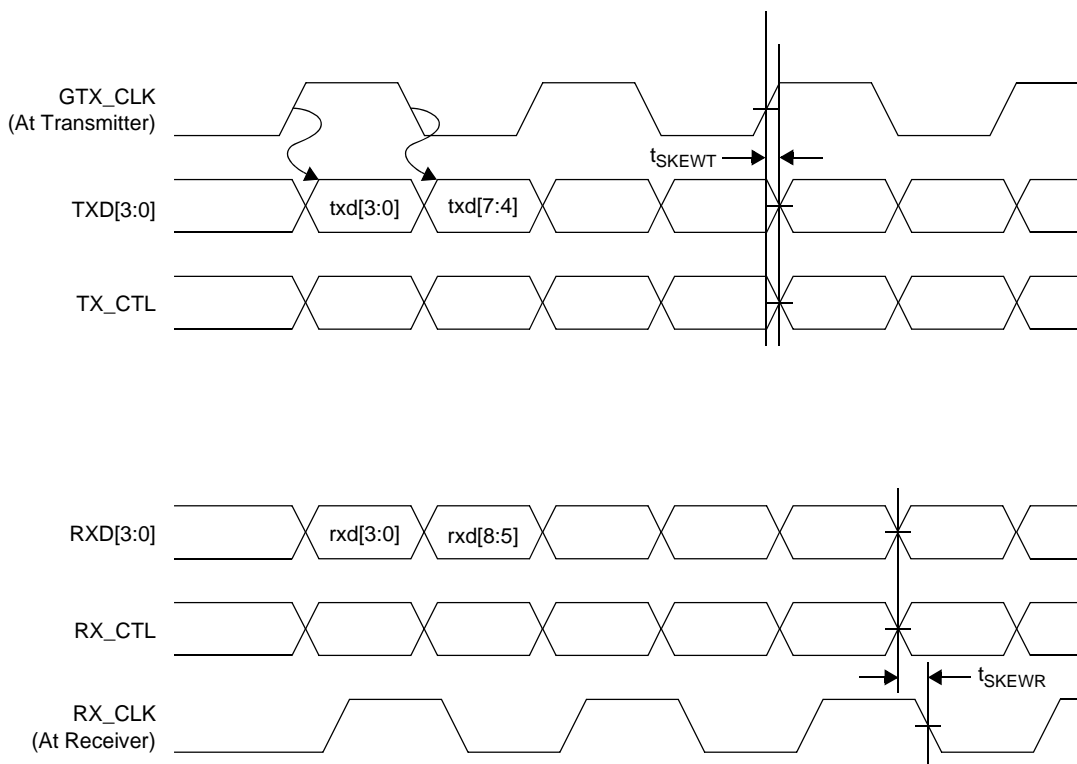 GTX_CLK
(At Transmitter)
tSKEWT
TXD[3:0]
txd[3:0]
txd[7:4]
TX_CTL
RXD[3:0]
rxd[3:0]
rxd[8:5]
RX_CTL
tSKEWR
RX_CLK
(At Receiver)